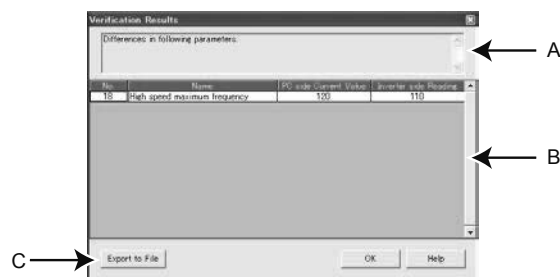 Verification Results
Differences in following parameters.
A
No. Name PC side Current Value Inverter side Reading
18 High speed maximum frequency 120 110
B
C
Export to File OK Help